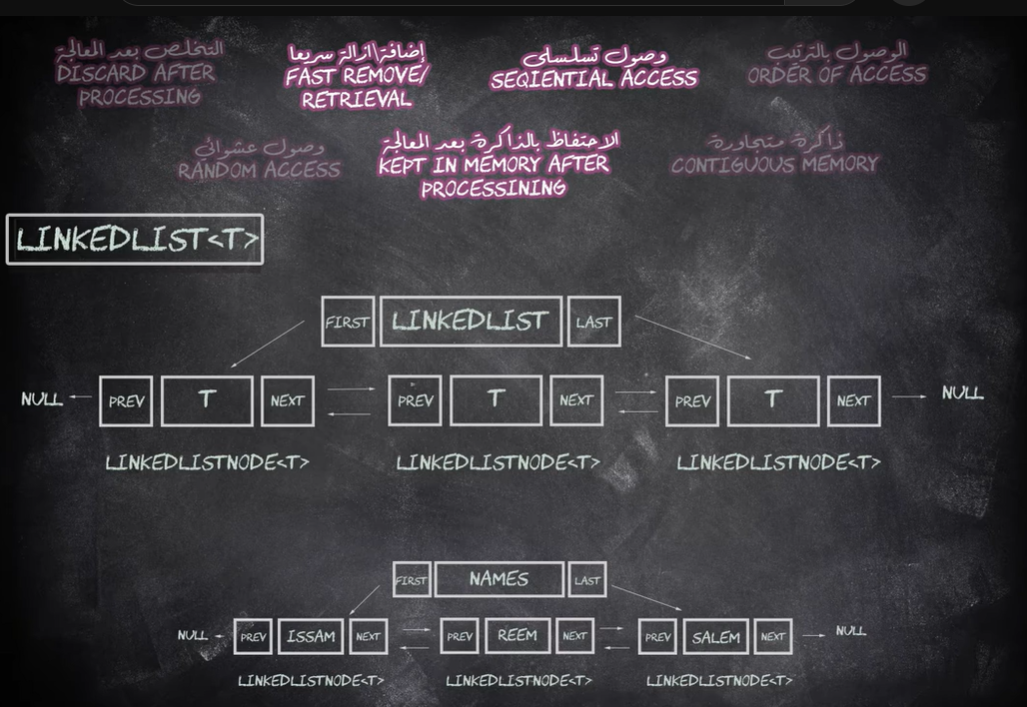 التخلص بعد المعالجة
DISCARD AFTER
PROCESSING
إضافة\ازالة سريعا
FAST REMOVE/
RETRIEVAL
وصول تسلسلي
SEQIENTIAL ACCESS
الوصول بالترتيب
ORDER OF ACCESS
وصول عشوائي
RANDOM ACCESS
الاحتفاظ بالذاكرة بعد المعالجة
KEPT IN MEMORY AFTER
PROCESSINING
ذاكرة متجاورة
CONTIGUOUS MEMORY
LINKEDLIST<T>
FIRST LINKEDLIST LAST
NULL PREV T NEXT PREV T NEXT PREV T NEXT NULL
LINKEDLISTNODE<T> LINKEDLISTNODE<T> LINKEDLISTNODE<T>
FIRST NAMES LAST
NULL PREV ISSAM NEXT PREV REEM NEXT PREV SALEM NEXT NULL
LINKEDLISTNODE<T> LINKEDLISTNODE<T> LINKEDLISTNODE<T>